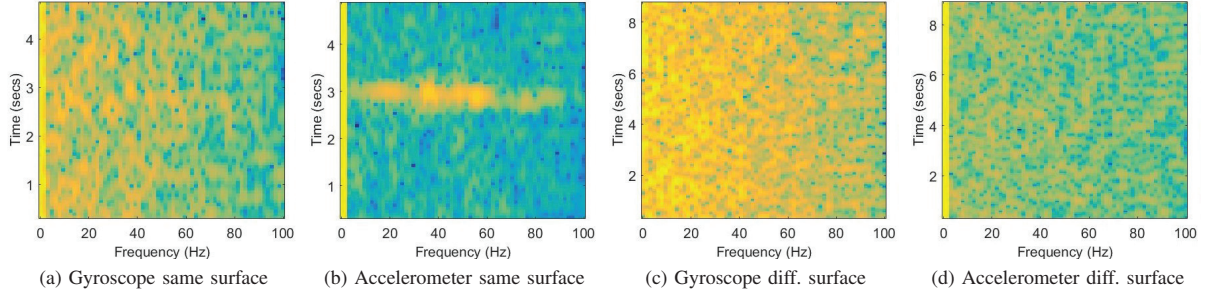 4
3
2
1
Time (secs)
0 20 40 60 80 100
Frequency (Hz)
(a) Gyroscope same surface
4
3
2
1
Time (secs)
0 20 40 60 80 100
Frequency (Hz)
(b) Accelerometer same surface
8
6
4
2
Time (secs)
0 20 40 60 80 100
Frequency (Hz)
(c) Gyroscope diff. surface
8
6
4
2
Time (secs)
0 20 40 60 80 100
Frequency (Hz)
(d) Accelerometer diff. surface